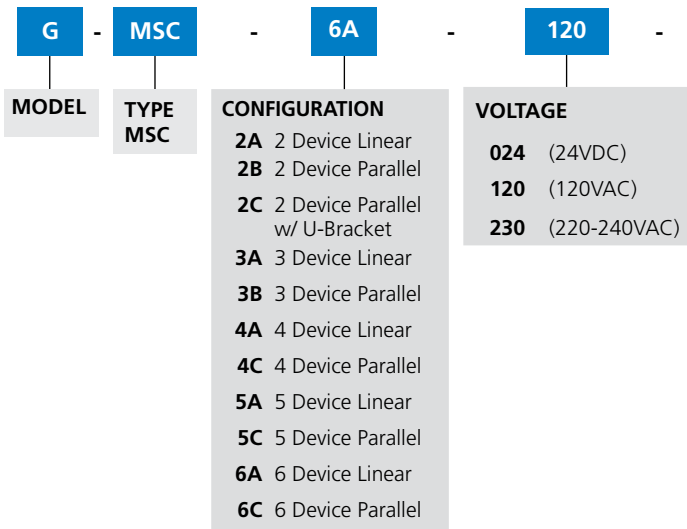 G - MSC - 6A - 120 -
MODEL
TYPE
MSC
CONFIGURATION
2A 2 Device Linear
2B 2 Device Parallel
2C 2 Device Parallel
w/ U-Bracket
3A 3 Device Linear
3B 3 Device Parallel
4A 4 Device Linear
4C 4 Device Parallel
5A 5 Device Linear
5C 5 Device Parallel
6A 6 Device Linear
6C 6 Device Parallel
VOLTAGE
024 (24VDC)
120 (120VAC)
230 (220-240VAC)